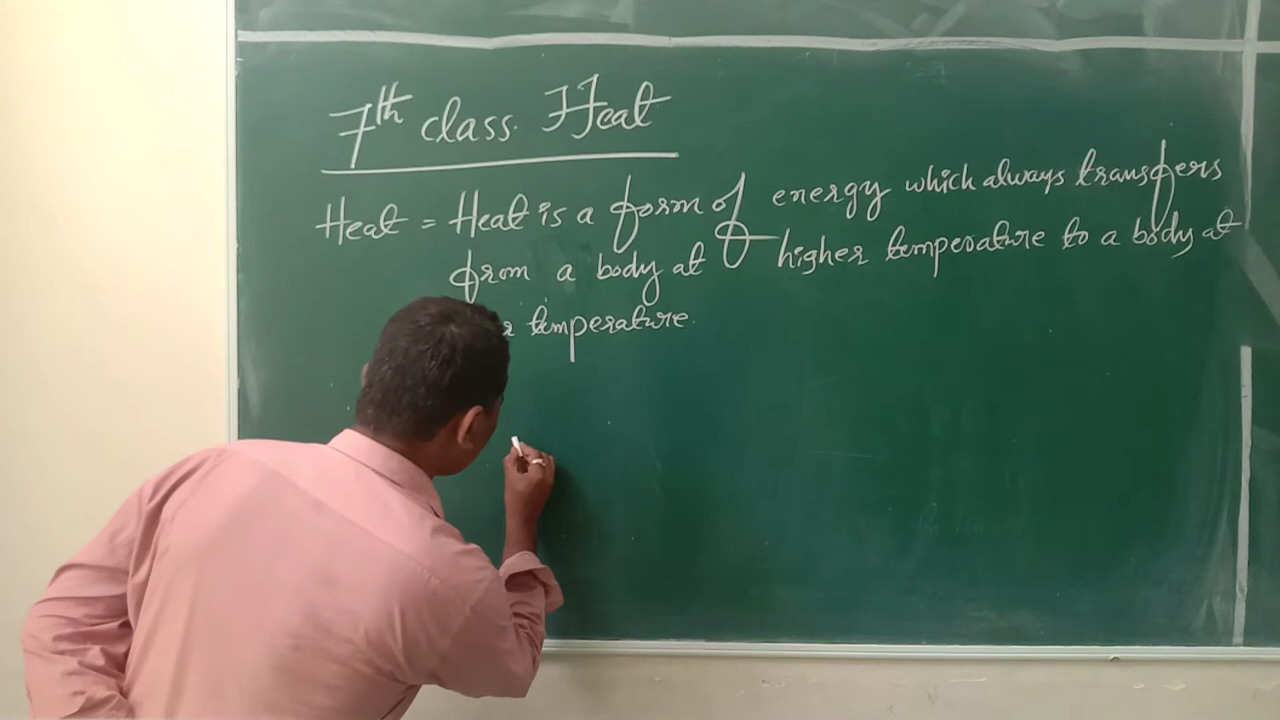 7th class. Heat
Heat = Heat is a form of energy which always transfers
from a body at higher temperature to a body at
temperature.